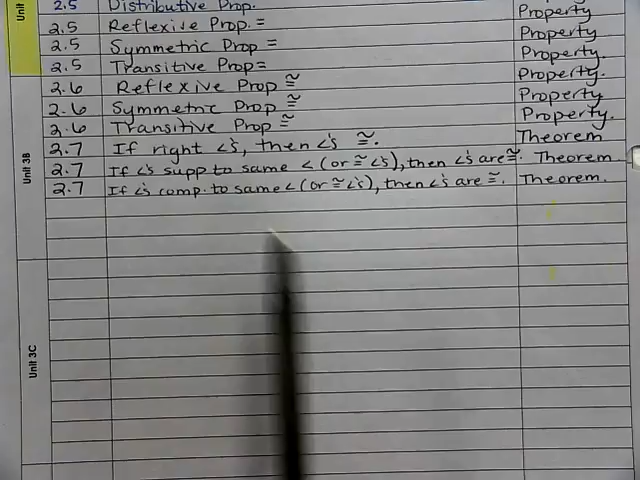 Unit
2.5 Distributive Prop.
2.5 Reflexive Prop. = Property
2.5 Symmetric Prop = Property
2.5 Transitive Prop= Property.
2.6 Reflexive Prop ≅ Property.
2.6 Symmetric Prop ≅ Property
2.6 Transitive Prop ≅ Property.
Unit 3B
2.7 If right ∠'s, then ∠'s ≅. Theorem
2.7 If ∠'s supp to same ∠ (or ≅ ∠'s), then ∠'s are ≅. Theorem
2.7 If ∠'s comp. to same ∠ (or ≅ ∠'s), then ∠'s are ≅. Theorem.
Unit 3C